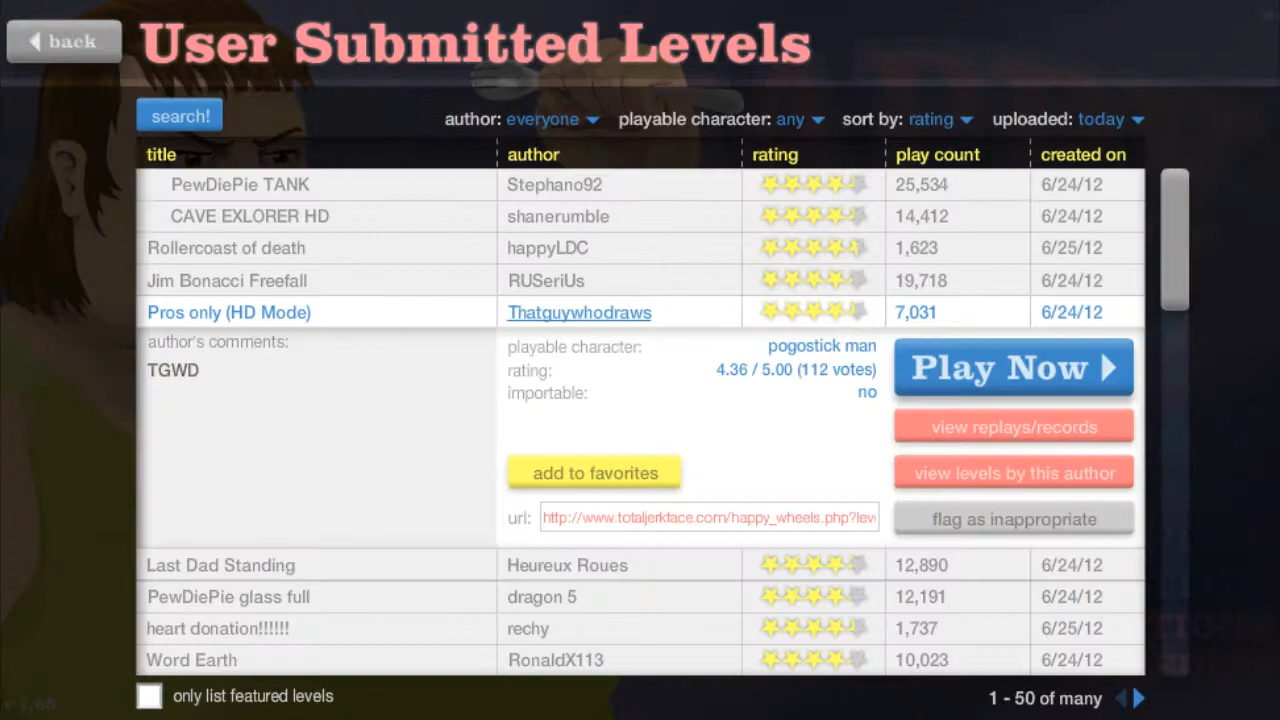 back
User Submitted Levels
search!
author: everyone playable character: any sort by: rating uploaded: today
title author rating play count created on
PewDiePie TANK Stephano92 25,534 6/24/12
CAVE EXLORER HD shanerumble 14,412 6/24/12
Rollercoast of death happyLDC 1,623 6/25/12
Jim Bonacci Freefall RUSeriUs 19,718 6/24/12
Pros only (HD Mode) Thatguywhodraws 7,031 6/24/12
author's comments:
TGWD
playable character: pogostick man
rating: 4.36 / 5.00 (112 votes)
importable: no
Play Now
view replays/records
add to favorites
view levels by this author
url: http://www.totaljerkface.com/happy_wheels.php?lev
flag as inappropriate
Last Dad Standing Heureux Roues 12,890 6/24/12
PewDiePie glass full dragon 5 12,191 6/24/12
heart donation!!!!!! rechy 1,737 6/25/12
Word Earth RonaldX113 10,023 6/24/12
only list featured levels
1 - 50 of many